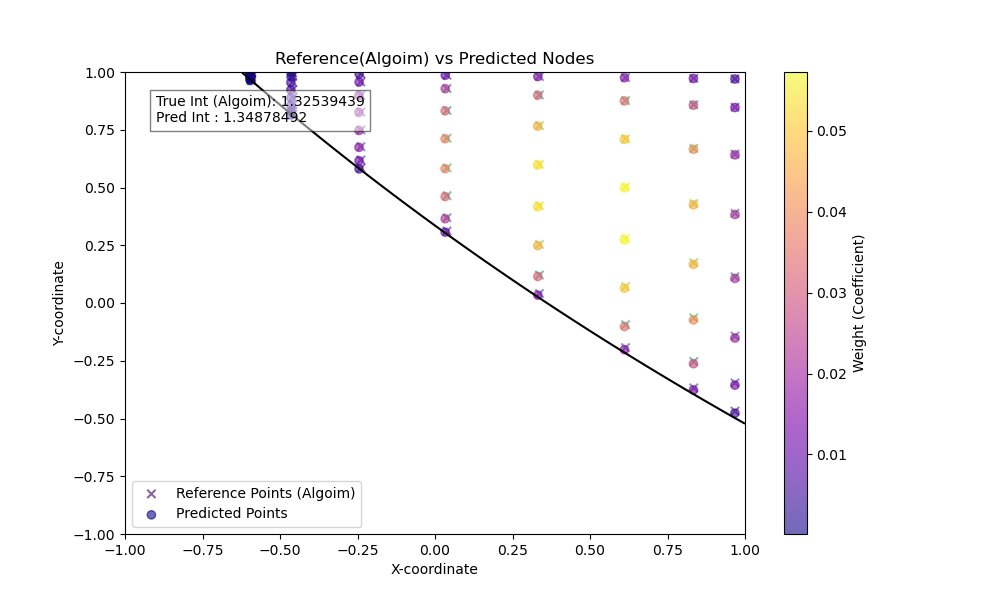 Reference(Algoim) vs Predicted Nodes
1.00
0.75
0.50
0.25
0.00
−0.25
−0.50
−0.75
−1.00
Y-coordinate
True Int (Algoim): 1.32539439
Pred Int : 1.34878492
Reference Points (Algoim)
Predicted Points
−1.00 −0.75 −0.50 −0.25 0.00 0.25 0.50 0.75 1.00
X-coordinate
0.05
0.04
0.03
0.02
0.01
Weight (Coefficient)